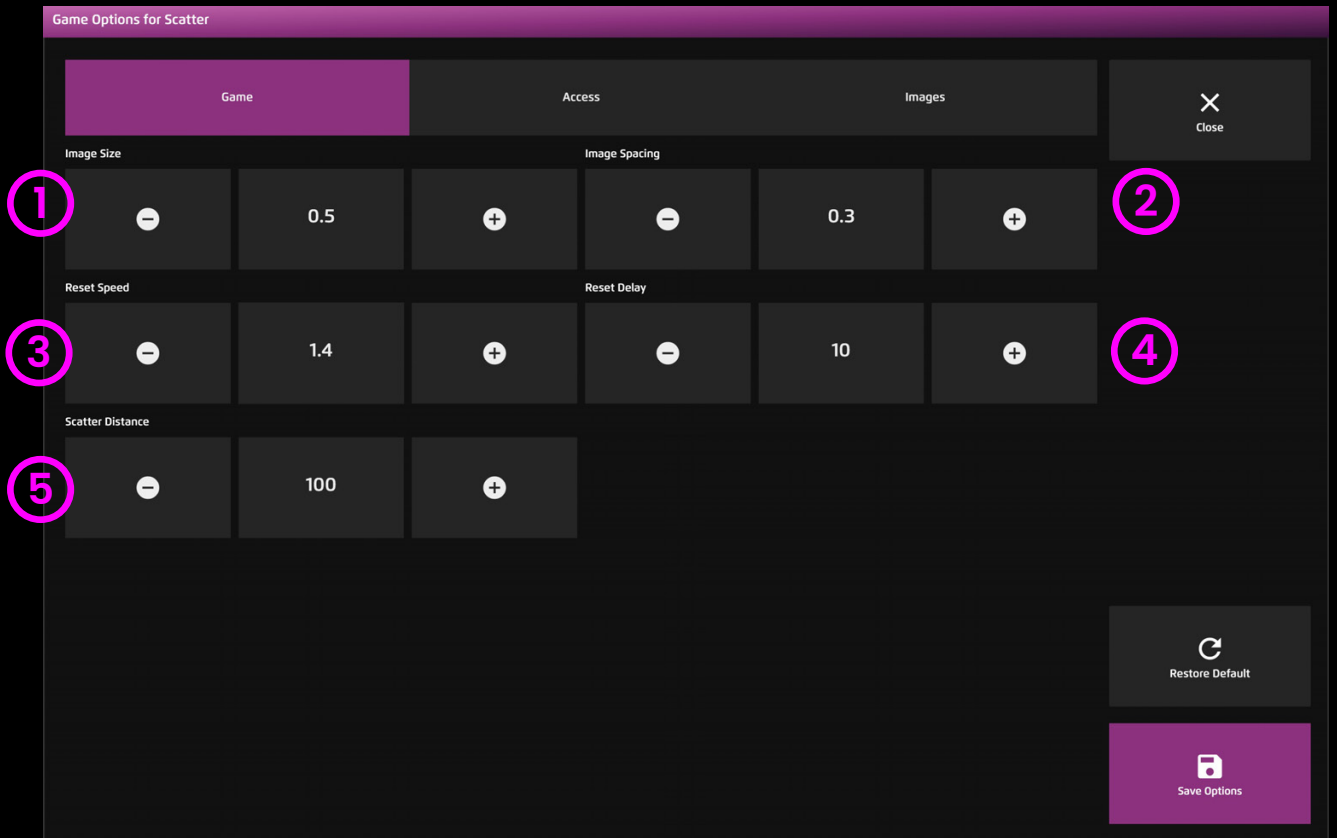 Game Options for Scatter
Game Access Images
Close
Image Size Image Spacing
1 0.5 0.3 2
Reset Speed Reset Delay
3 1.4 10 4
Scatter Distance
5 100
Restore Default
Save Options